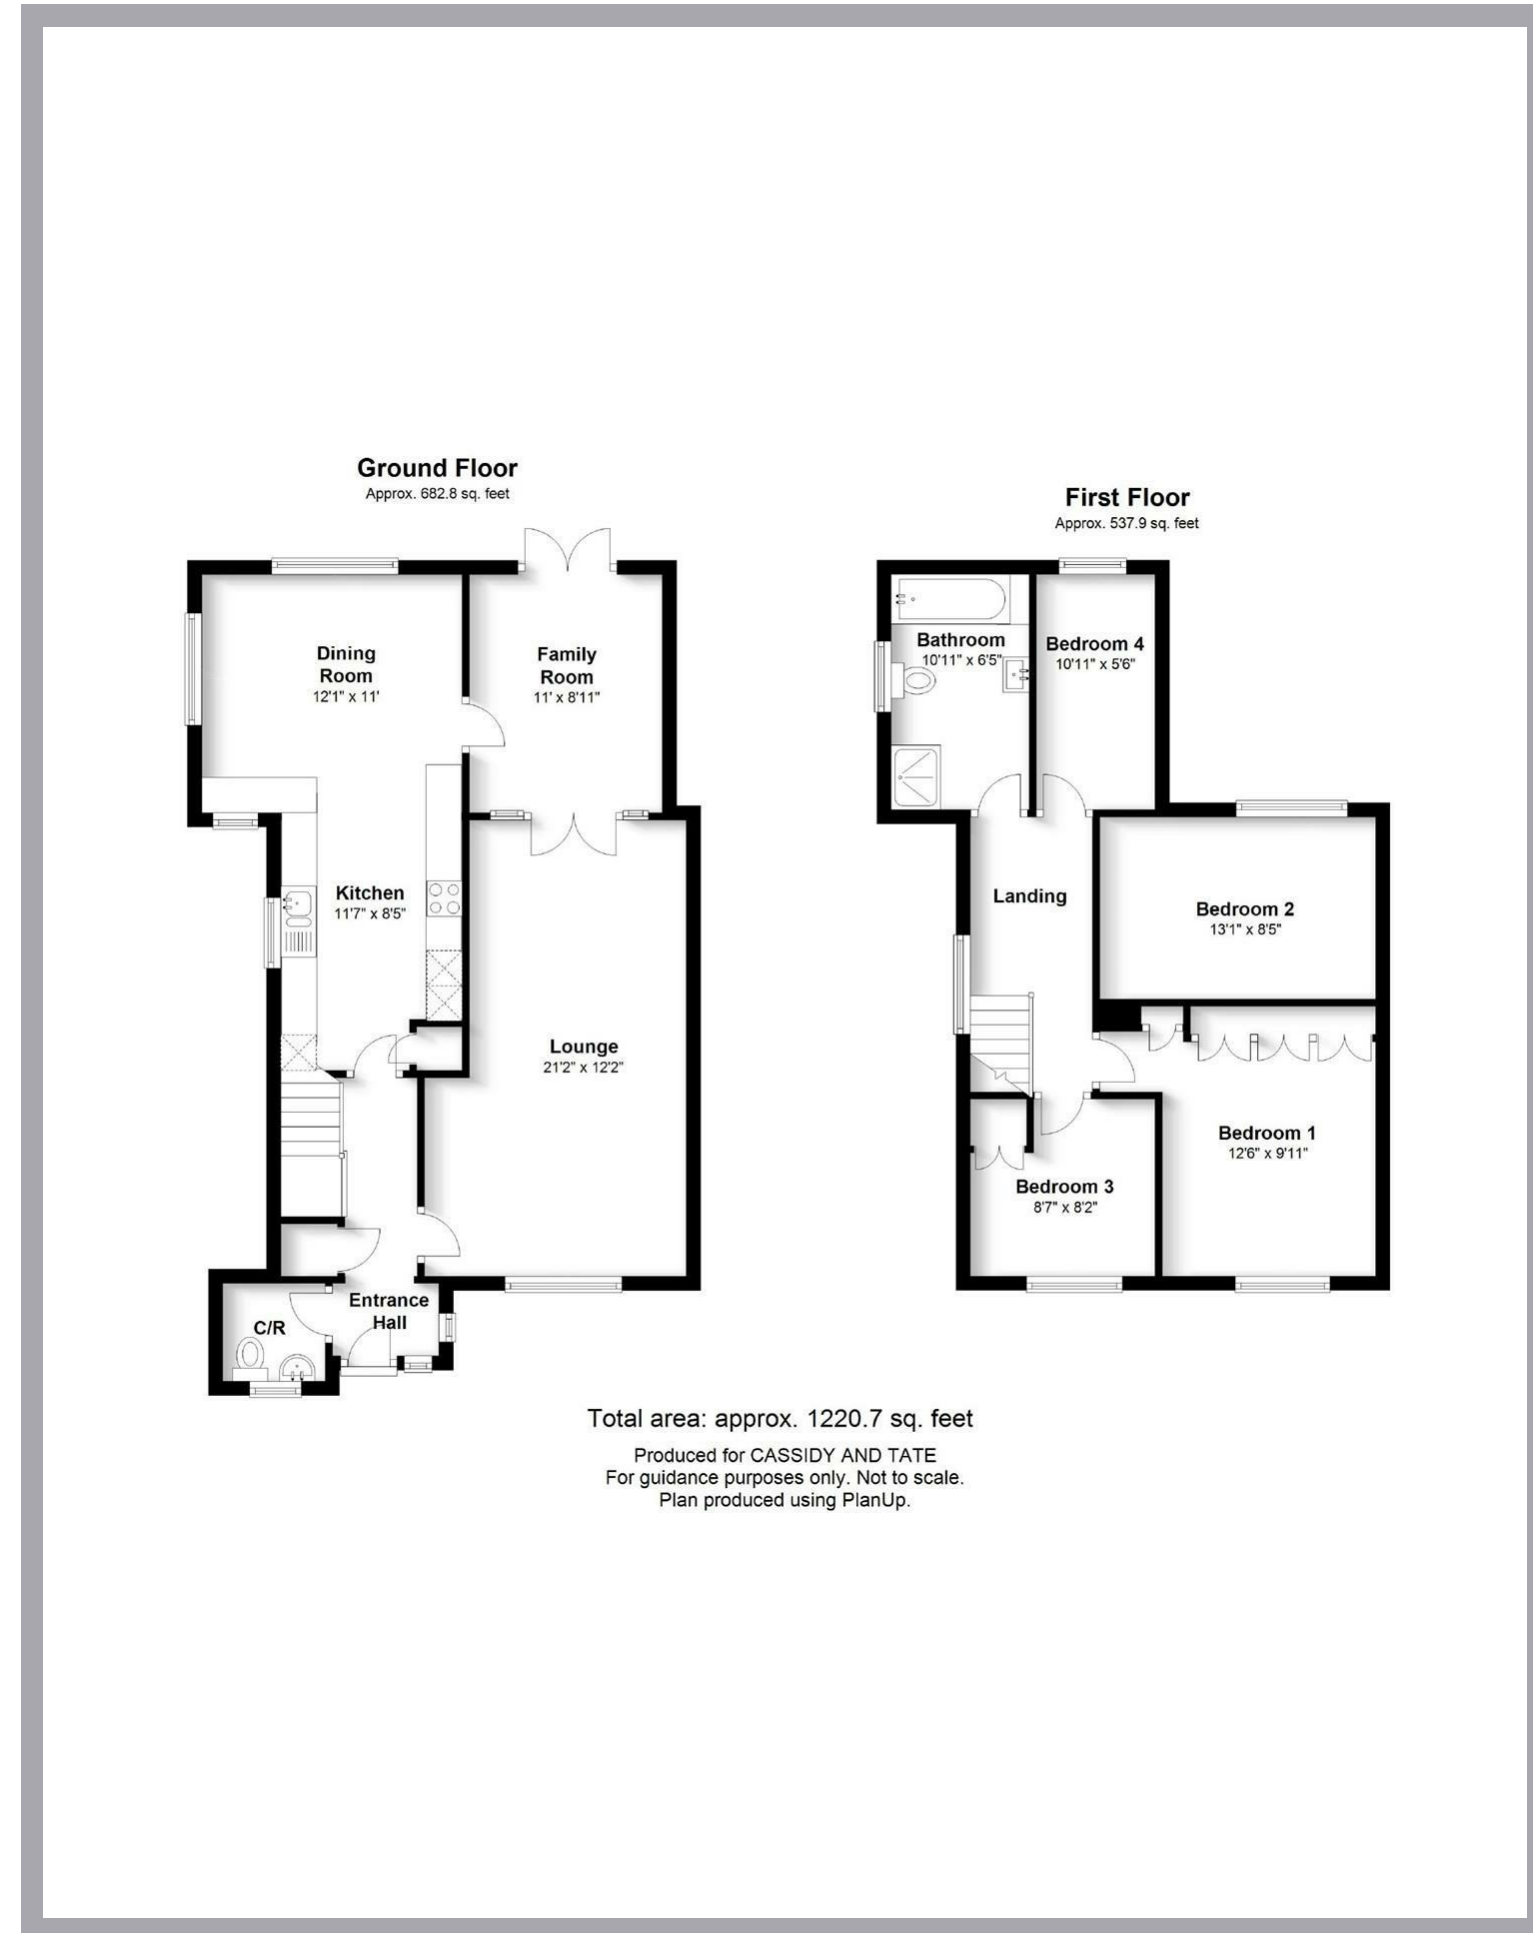 Ground Floor
Approx. 682.8 sq. feet
Dining
Room
12'1" x 11'
Family
Room
11' x 8'11"
Kitchen
11'7" x 8'5"
Lounge
21'2" x 12'2"
Entrance
Hall
C/R
First Floor
Approx. 537.9 sq. feet
Bathroom
10'11" x 6'5"
Bedroom 4
10'11" x 5'6"
Landing
Bedroom 2
13'1" x 8'5"
Bedroom 1
12'6" x 9'11"
Bedroom 3
8'7" x 8'2"
Total area: approx. 1220.7 sq. feet
Produced for CASSIDY AND TATE
For guidance purposes only. Not to scale.
Plan produced using PlanUp.